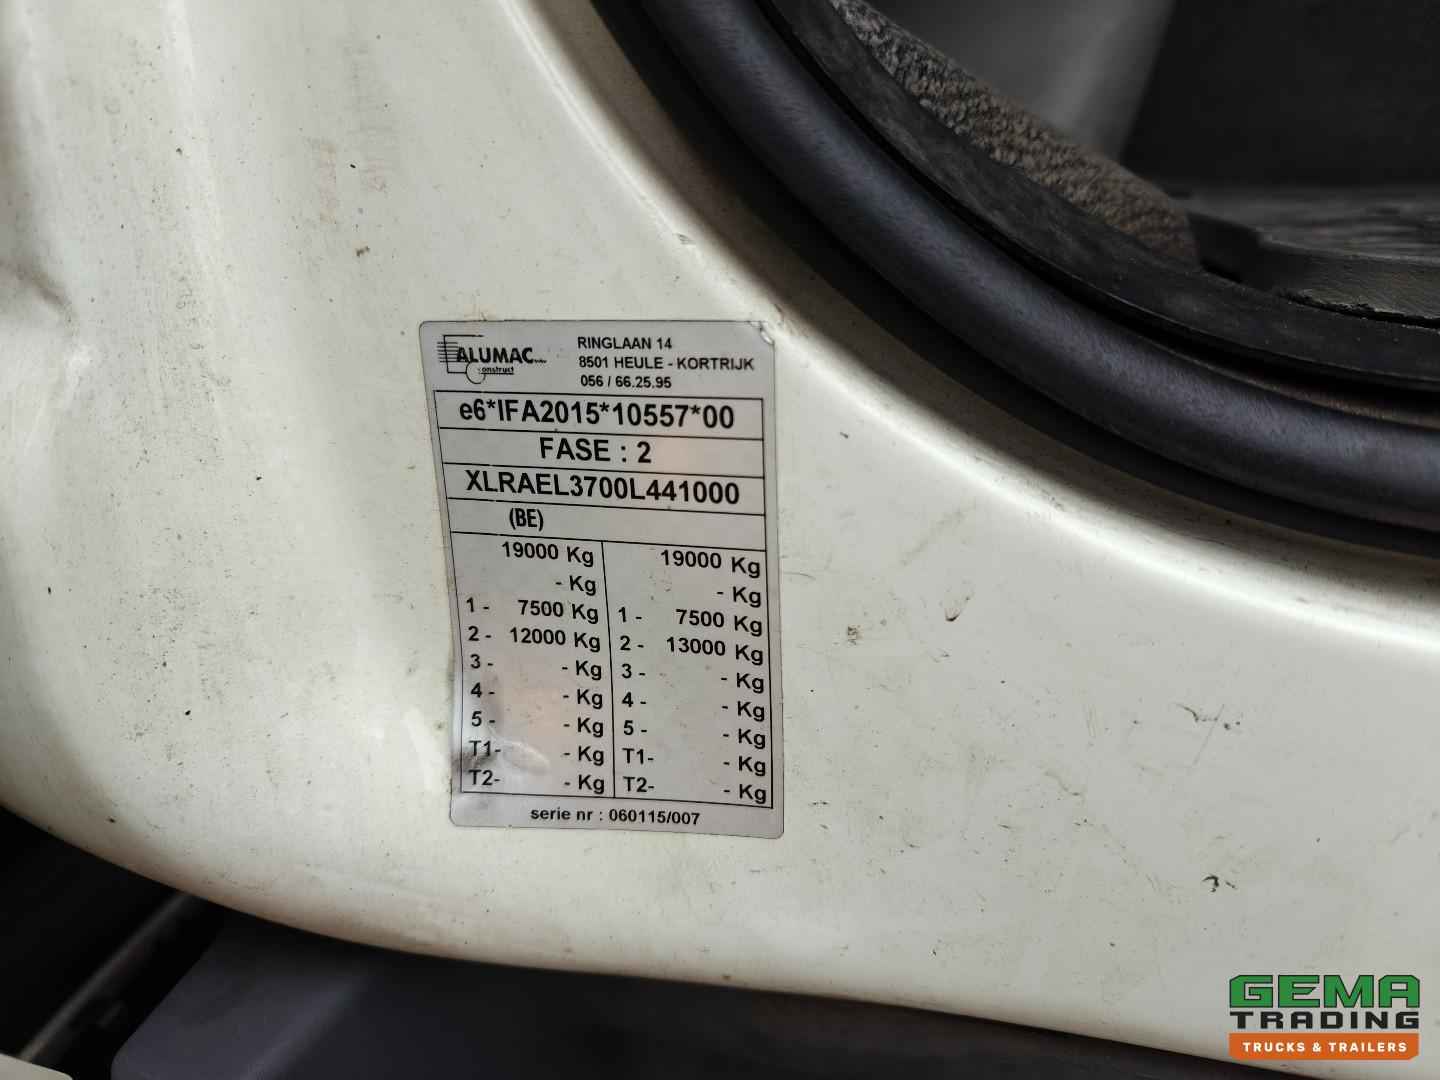 ALUMAC
construct
RINGLAAN 14
8501 HEULE - KORTRIJK
056 / 66.25.95
e6*IFA2015*10557*00
FASE : 2
XLRAEL3700L441000
(BE)
19000 Kg 19000 Kg
- Kg - Kg
1 - 7500 Kg 1 - 7500 Kg
2 - 12000 Kg 2 - 13000 Kg
3 - - Kg 3 - - Kg
4 - - Kg 4 - - Kg
5 - - Kg 5 - - Kg
T1- - Kg T1- - Kg
T2- - Kg T2- - Kg
serie nr : 060115/007
GEMA
TRADING
TRUCKS & TRAILERS